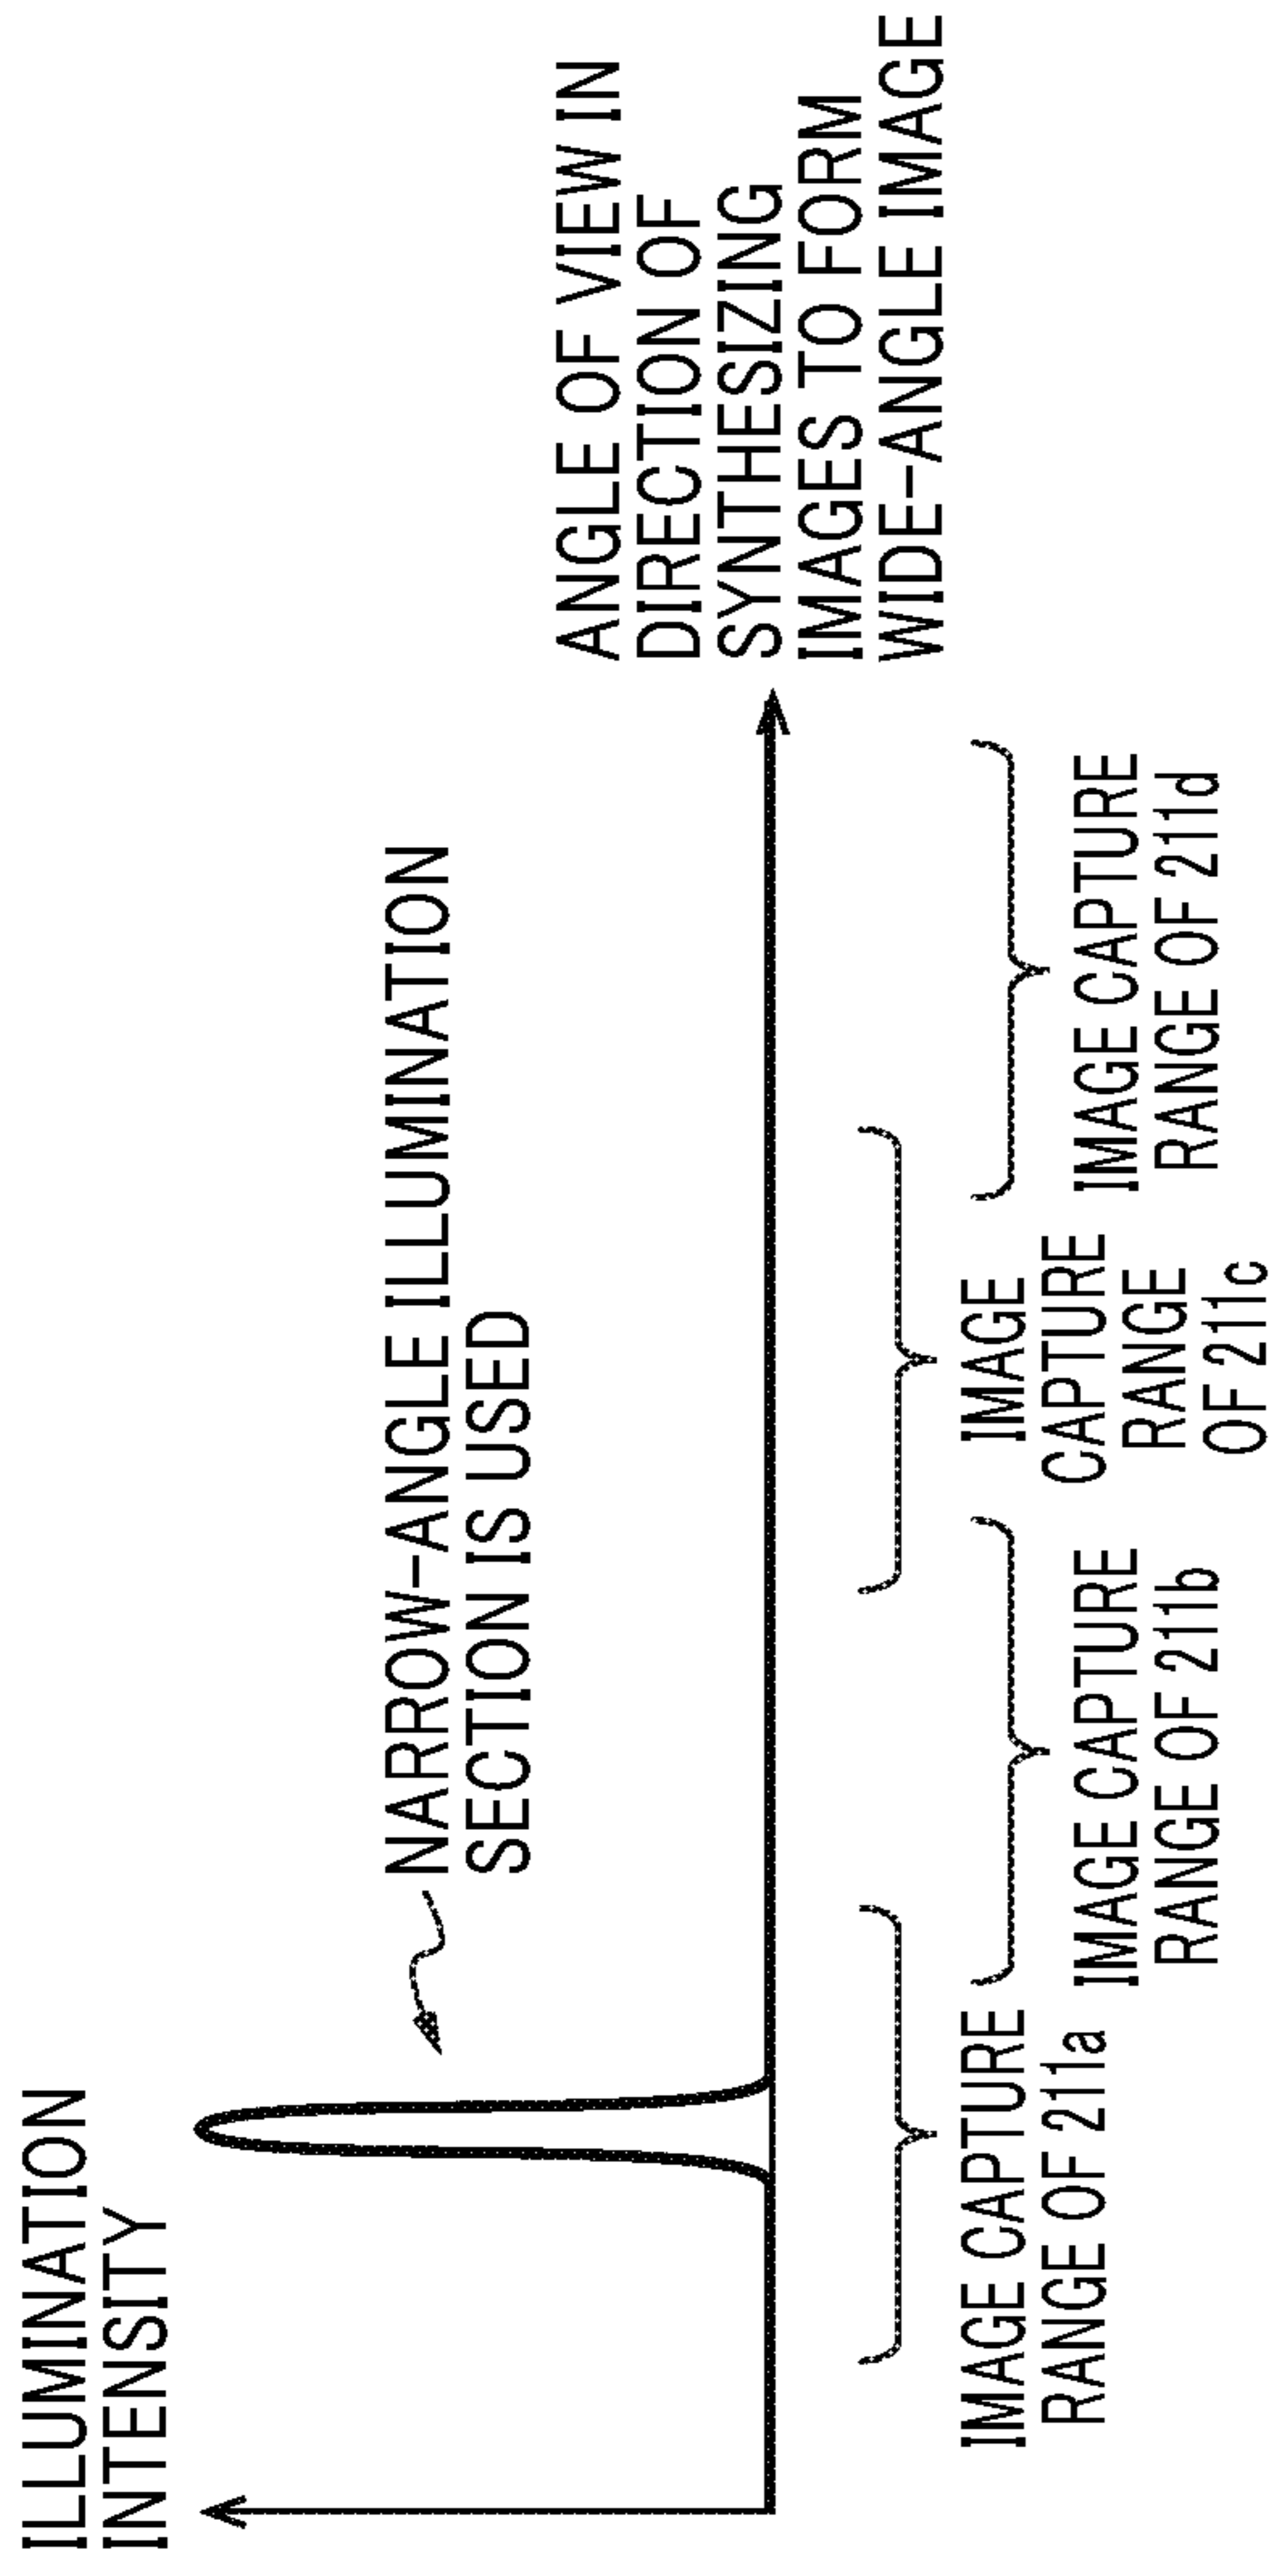 ILLUMINATION
INTENSITY
NARROW-ANGLE ILLUMINATION
SECTION IS USED
ANGLE OF VIEW IN
DIRECTION OF
SYNTHESIZING
IMAGES TO FORM
WIDE-ANGLE IMAGE
IMAGE CAPTURE
RANGE OF 211a
IMAGE CAPTURE
RANGE OF 211b
IMAGE
CAPTURE
RANGE
OF 211c
IMAGE CAPTURE
RANGE OF 211d